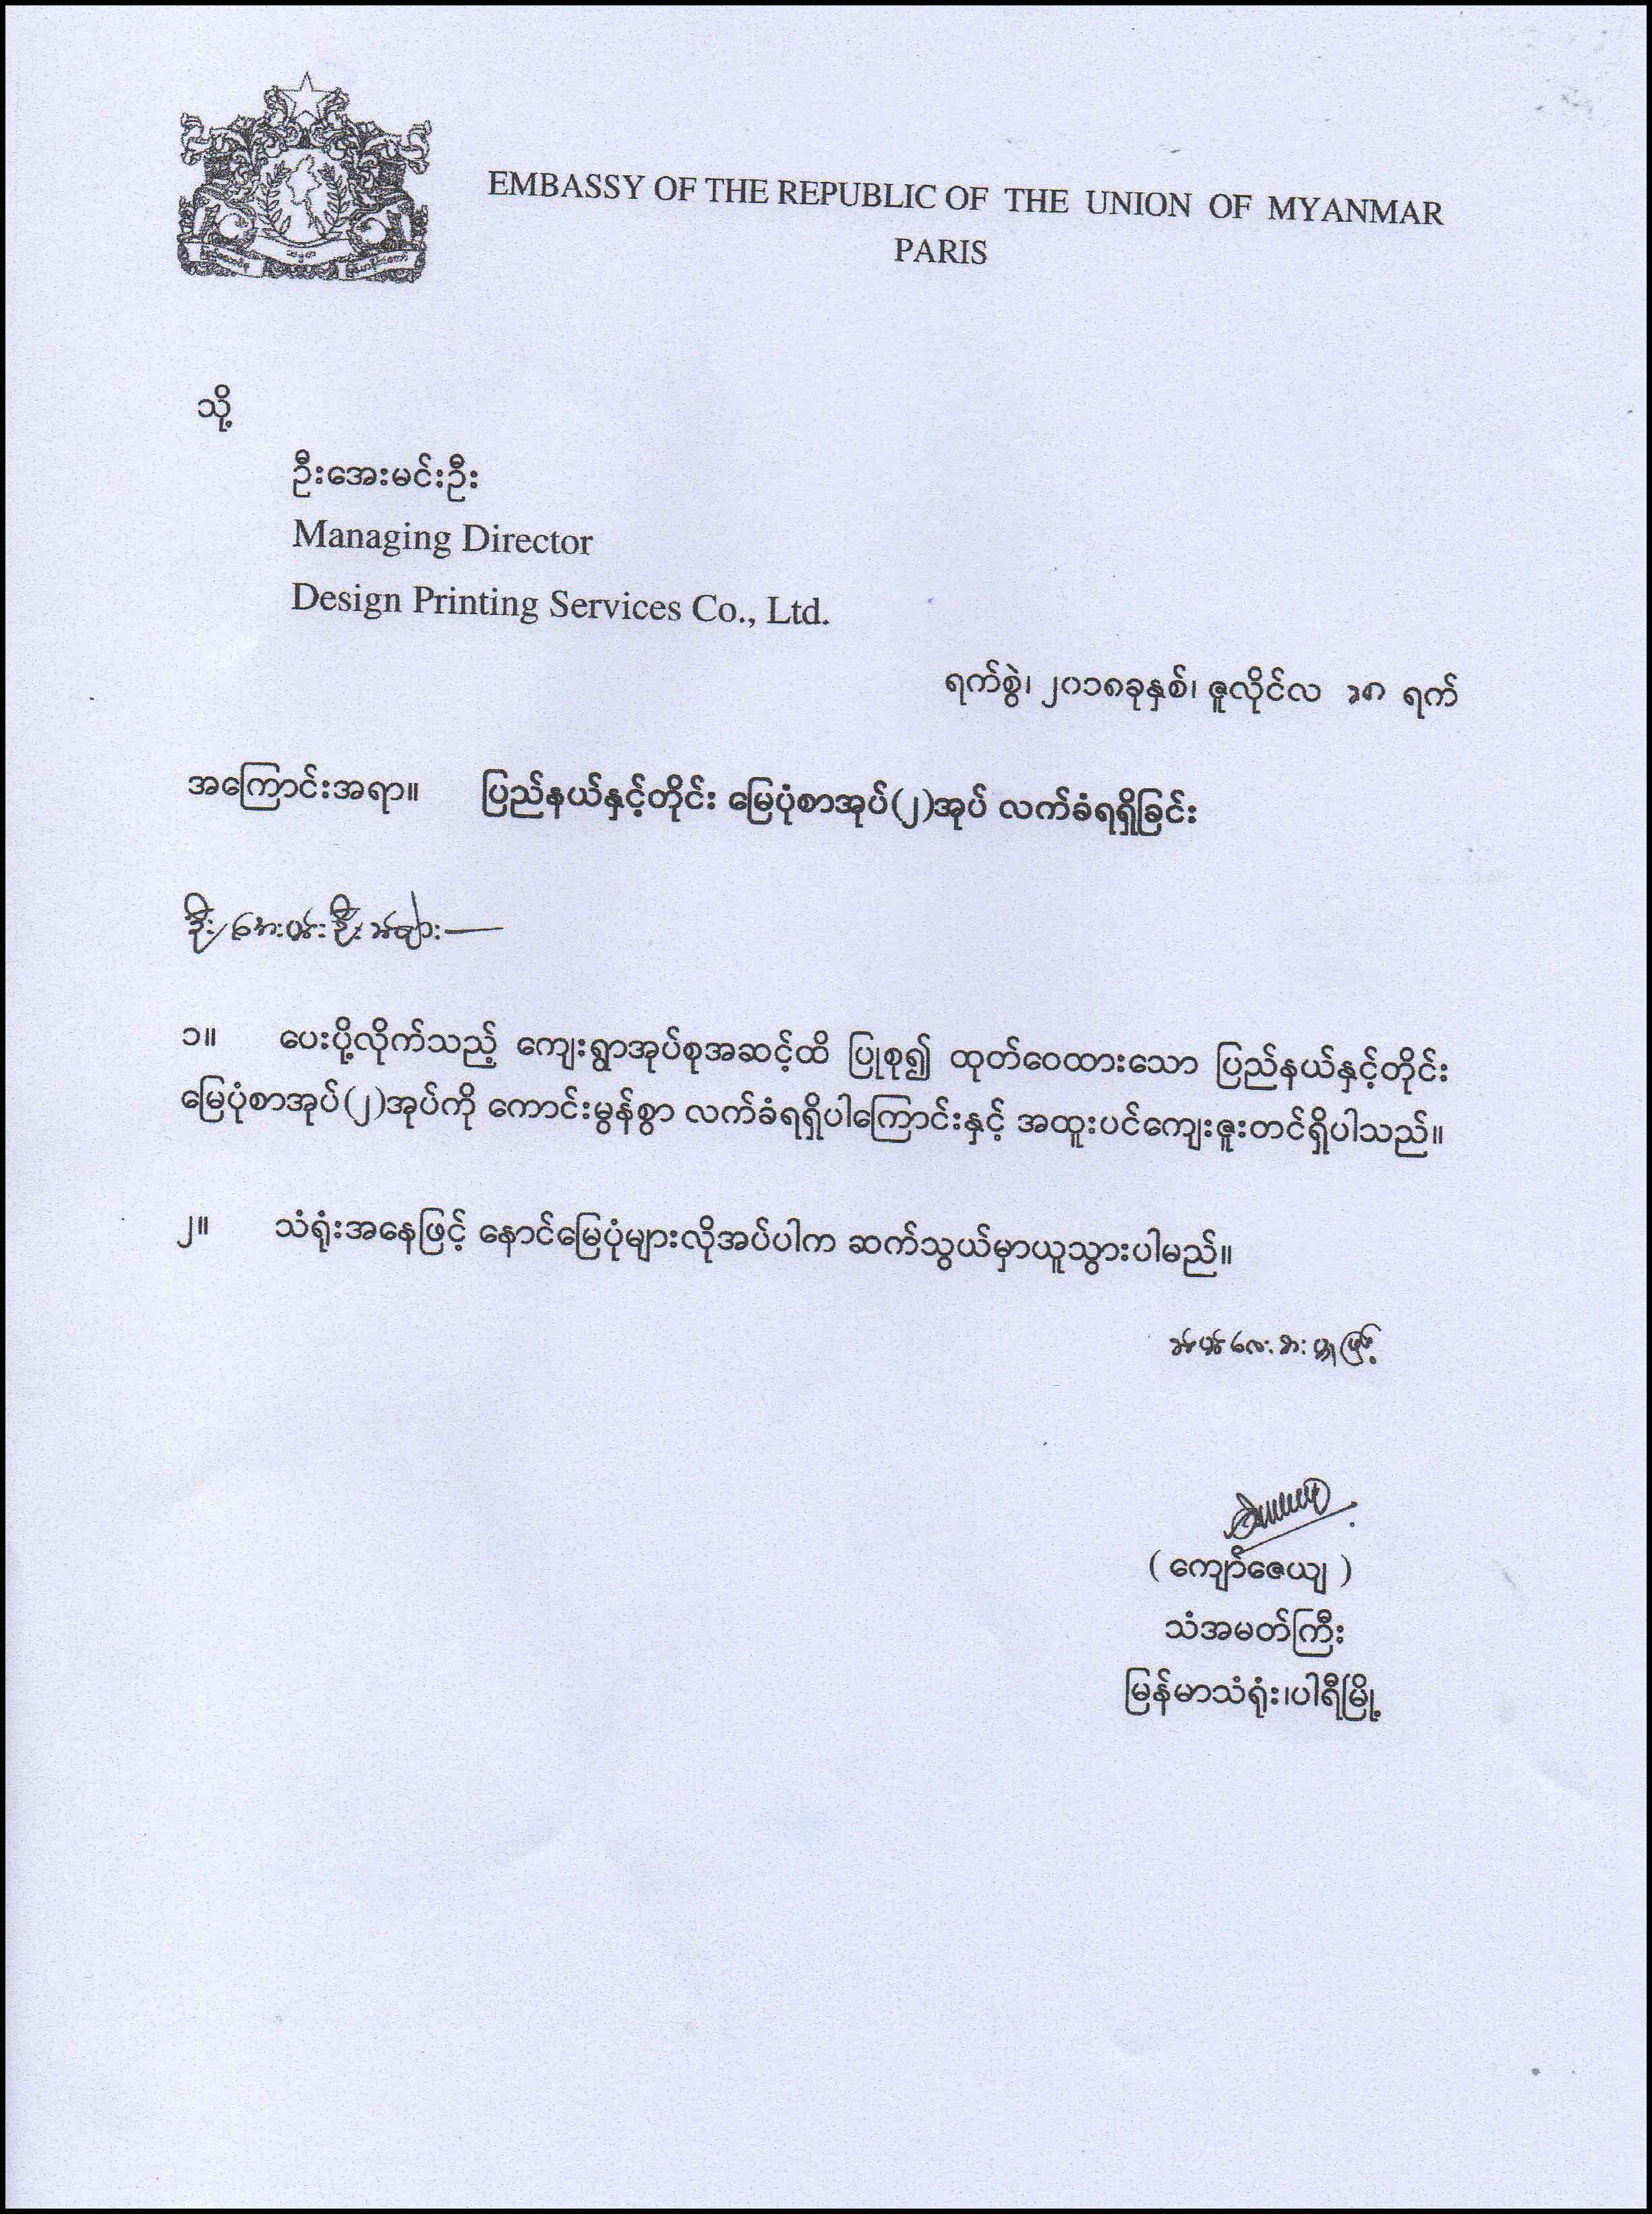 EMBASSY OF THE REPUBLIC OF THE UNION OF MYANMAR
PARIS
သို့
ဦးအေးမင်းဦး
Managing Director
Design Printing Services Co., Ltd.
ရက်စွဲ၊ ၂၀၁၈ခုနှစ်၊ ဇူလိုင်လ ရက်
အကြောင်းအရာ။ ပြည်နယ်နှင့်တိုင်း မြေပုံစာအုပ်(၂)အုပ် လက်ခံရရှိခြင်း
ဦးအေးမင်းဦးခင်ဗျား
၁။ ပေးပို့လိုက်သည့် ကျေးရွာအုပ်စုအဆင့်ထိ ပြုစု၍ ထုတ်ဝေထားသော ပြည်နယ်နှင့်တိုင်း
မြေပုံစာအုပ်(၂)အုပ်ကို ကောင်းမွန်စွာ လက်ခံရရှိပါကြောင်းနှင့် အထူးပင်ကျေးဇူးတင်ရှိပါသည်။
၂။ သံရုံးအနေဖြင့် နောင်မြေပုံများလိုအပ်ပါက ဆက်သွယ်မှာယူသွားပါမည်။
ခင်မင်လေးစားမှုဖြင့်
( ကျော်ဇေယျ )
သံအမတ်ကြီး
မြန်မာသံရုံး၊ပါရီမြို့